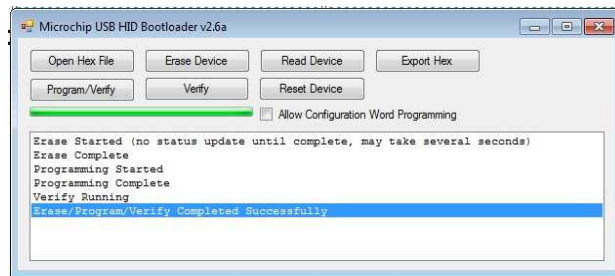 Microchip USB HID Bootloader v2.6a
Open Hex File Erase Device Read Device Export Hex
Program/Verify Verify Reset Device
Allow Configuration Word Programming
Erase Started (no status update until complete, may take several seconds)
Erase Complete
Programming Started
Programming Complete
Verify Running
Erase/Program/Verify Completed Successfully